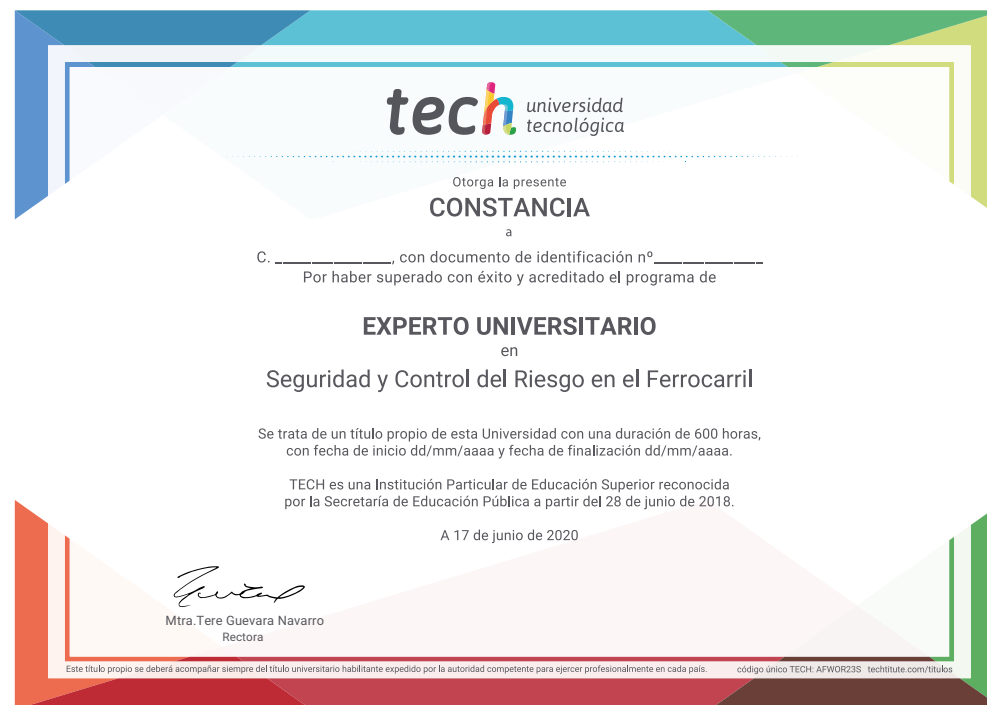 tech universidad
tecnológica
Otorga la presente
CONSTANCIA
a
C. ______________, con documento de identificación nº______________
Por haber superado con éxito y acreditado el programa de
EXPERTO UNIVERSITARIO
en
Seguridad y Control del Riesgo en el Ferrocarril
Se trata de un título propio de esta Universidad con una duración de 600 horas,
con fecha de inicio dd/mm/aaaa y fecha de finalización dd/mm/aaaa.
TECH es una Institución Particular de Educación Superior reconocida
por la Secretaría de Educación Pública a partir del 28 de junio de 2018.
A 17 de junio de 2020
Mtra.Tere Guevara Navarro
Rectora
Este título propio se deberá acompañar siempre del título universitario habilitante expedido por la autoridad competente para ejercer profesionalmente en cada país. código único TECH: AFWOR23S techtitute.com/titulos